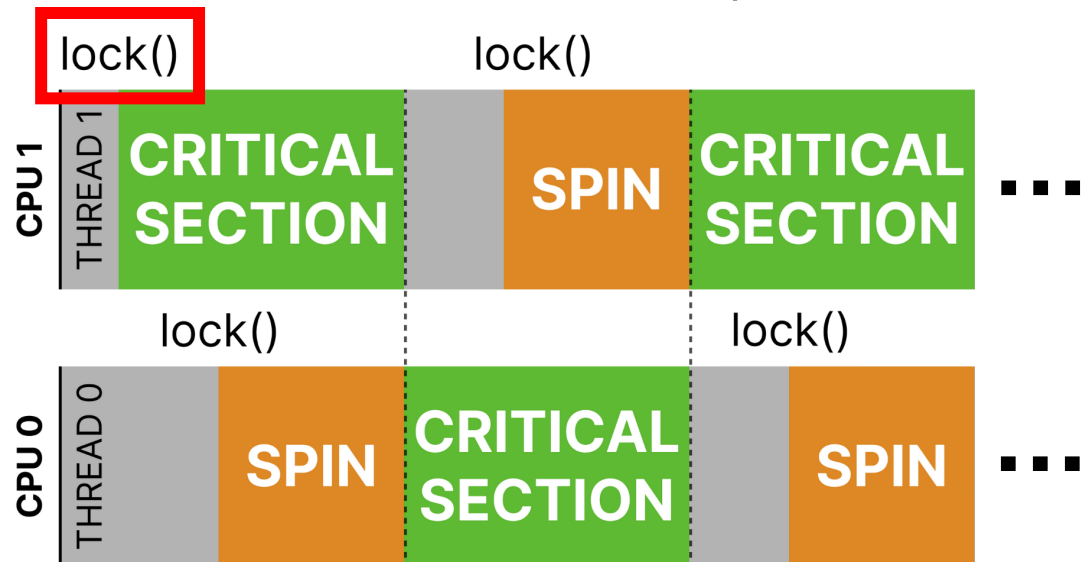 lock() lock()
CPU 1
THREAD 1
CRITICAL
SECTION
SPIN
CRITICAL
SECTION
...
lock() lock()
CPU 0
THREAD 0
SPIN
CRITICAL
SECTION
SPIN
...